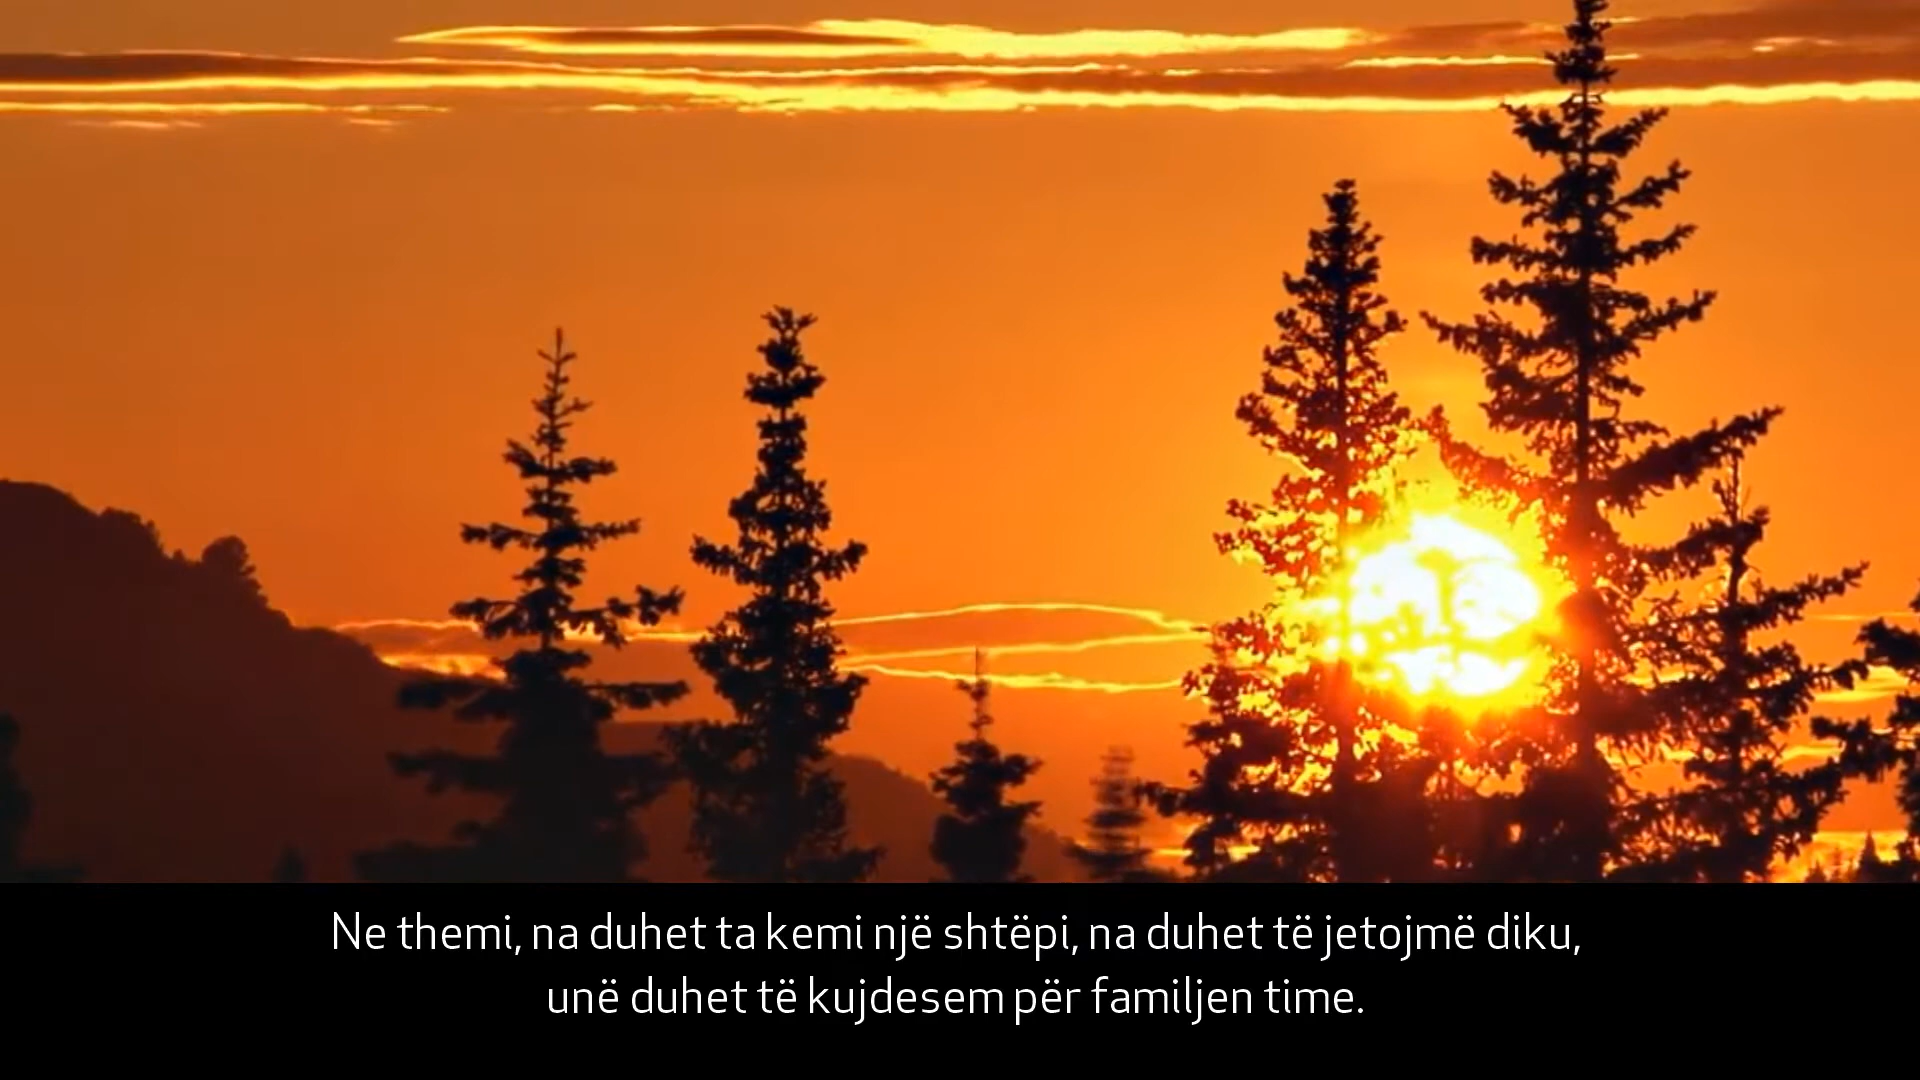 Ne themi, na duhet ta kemi një shtëpi, na duhet të jetojmë diku,
unë duhet të kujdesem për familjen time.